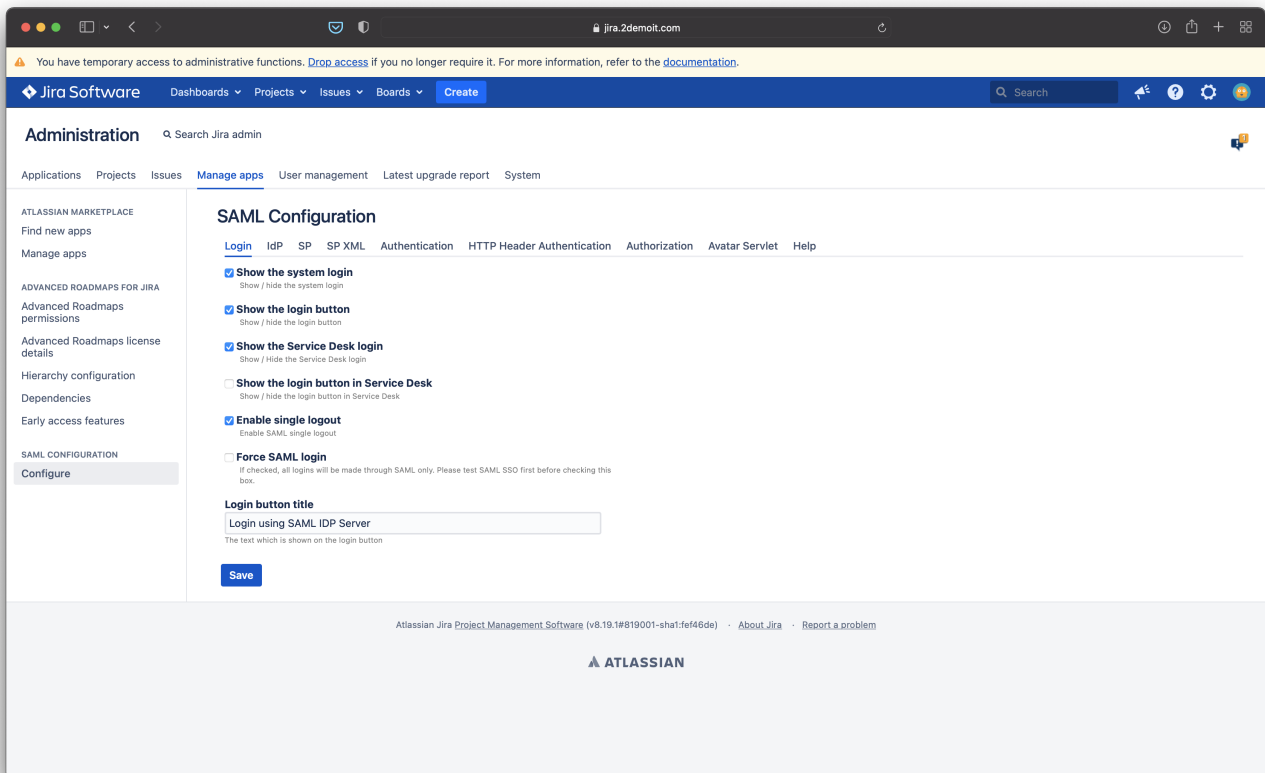 jira.2demoit.com
You have temporary access to administrative functions. Drop access if you no longer require it. For more information, refer to the documentation.
Jira Software Dashboards Projects Issues Boards Create Search
Administration Search Jira admin
Applications Projects Issues Manage apps User management Latest upgrade report System
ATLASSIAN MARKETPLACE
Find new apps
Manage apps
ADVANCED ROADMAPS FOR JIRA
Advanced Roadmaps
permissions
Advanced Roadmaps license
details
Hierarchy configuration
Dependencies
Early access features
SAML CONFIGURATION
Configure
SAML Configuration
Login IdP SP SP XML Authentication HTTP Header Authentication Authorization Avatar Servlet Help
Show the system login
Show / hide the system login
Show the login button
Show / hide the login button
Show the Service Desk login
Show / Hide the Service Desk login
Show the login button in Service Desk
Show / hide the login button in Service Desk
Enable single logout
Enable SAML single logout
Force SAML login
If checked, all logins will be made through SAML only. Please test SAML SSO first before checking this
box.
Login button title
Login using SAML IDP Server
The text which is shown on the login button
Save
Atlassian Jira Project Management Software (v8.19.1#819001-sha1:fef46de) · About Jira · Report a problem
ATLASSIAN